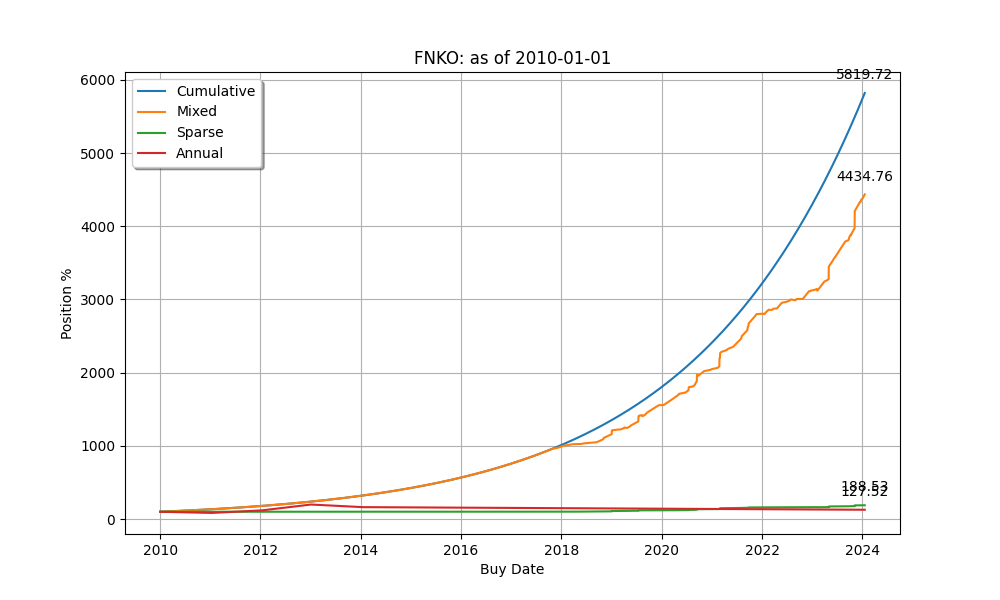 FNKO: as of 2010-01-01
Cumulative
Mixed
Sparse
Annual
5819.72
4434.76
188.53
127.52
6000
5000
4000
3000
2000
1000
0
Position %
2010 2012 2014 2016 2018 2020 2022 2024
Buy Date